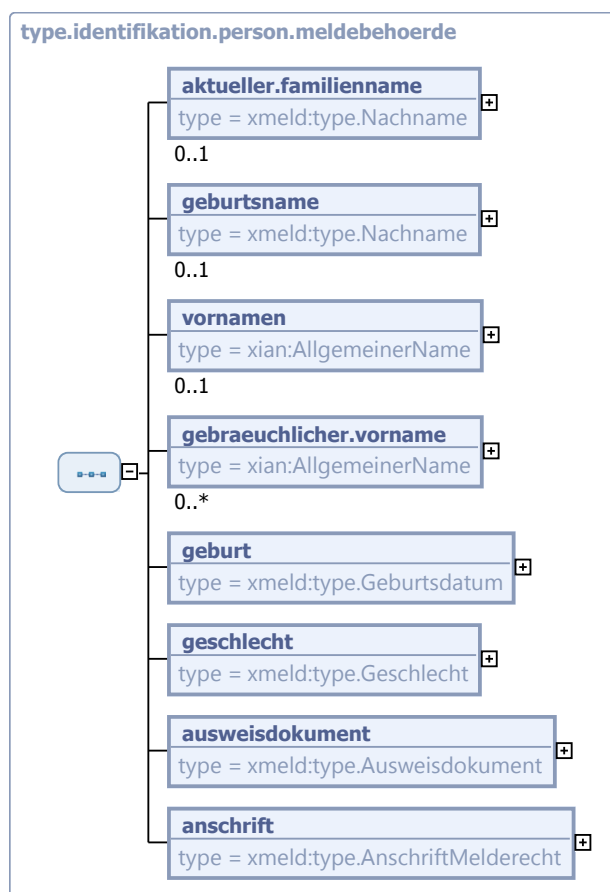 type.identifikation.person.meldebehoerde
aktueller.familienname
type = xmeld:type.Nachname
0..1
geburtsname
type = xmeld:type.Nachname
0..1
vornamen
type = xian:AllgemeinerName
0..1
gebraeuchlicher.vorname
type = xian:AllgemeinerName
0..*
geburt
type = xmeld:type.Geburtsdatum
geschlecht
type = xmeld:type.Geschlecht
ausweisdokument
type = xmeld:type.Ausweisdokument
anschrift
type = xmeld:type.AnschriftMelderecht